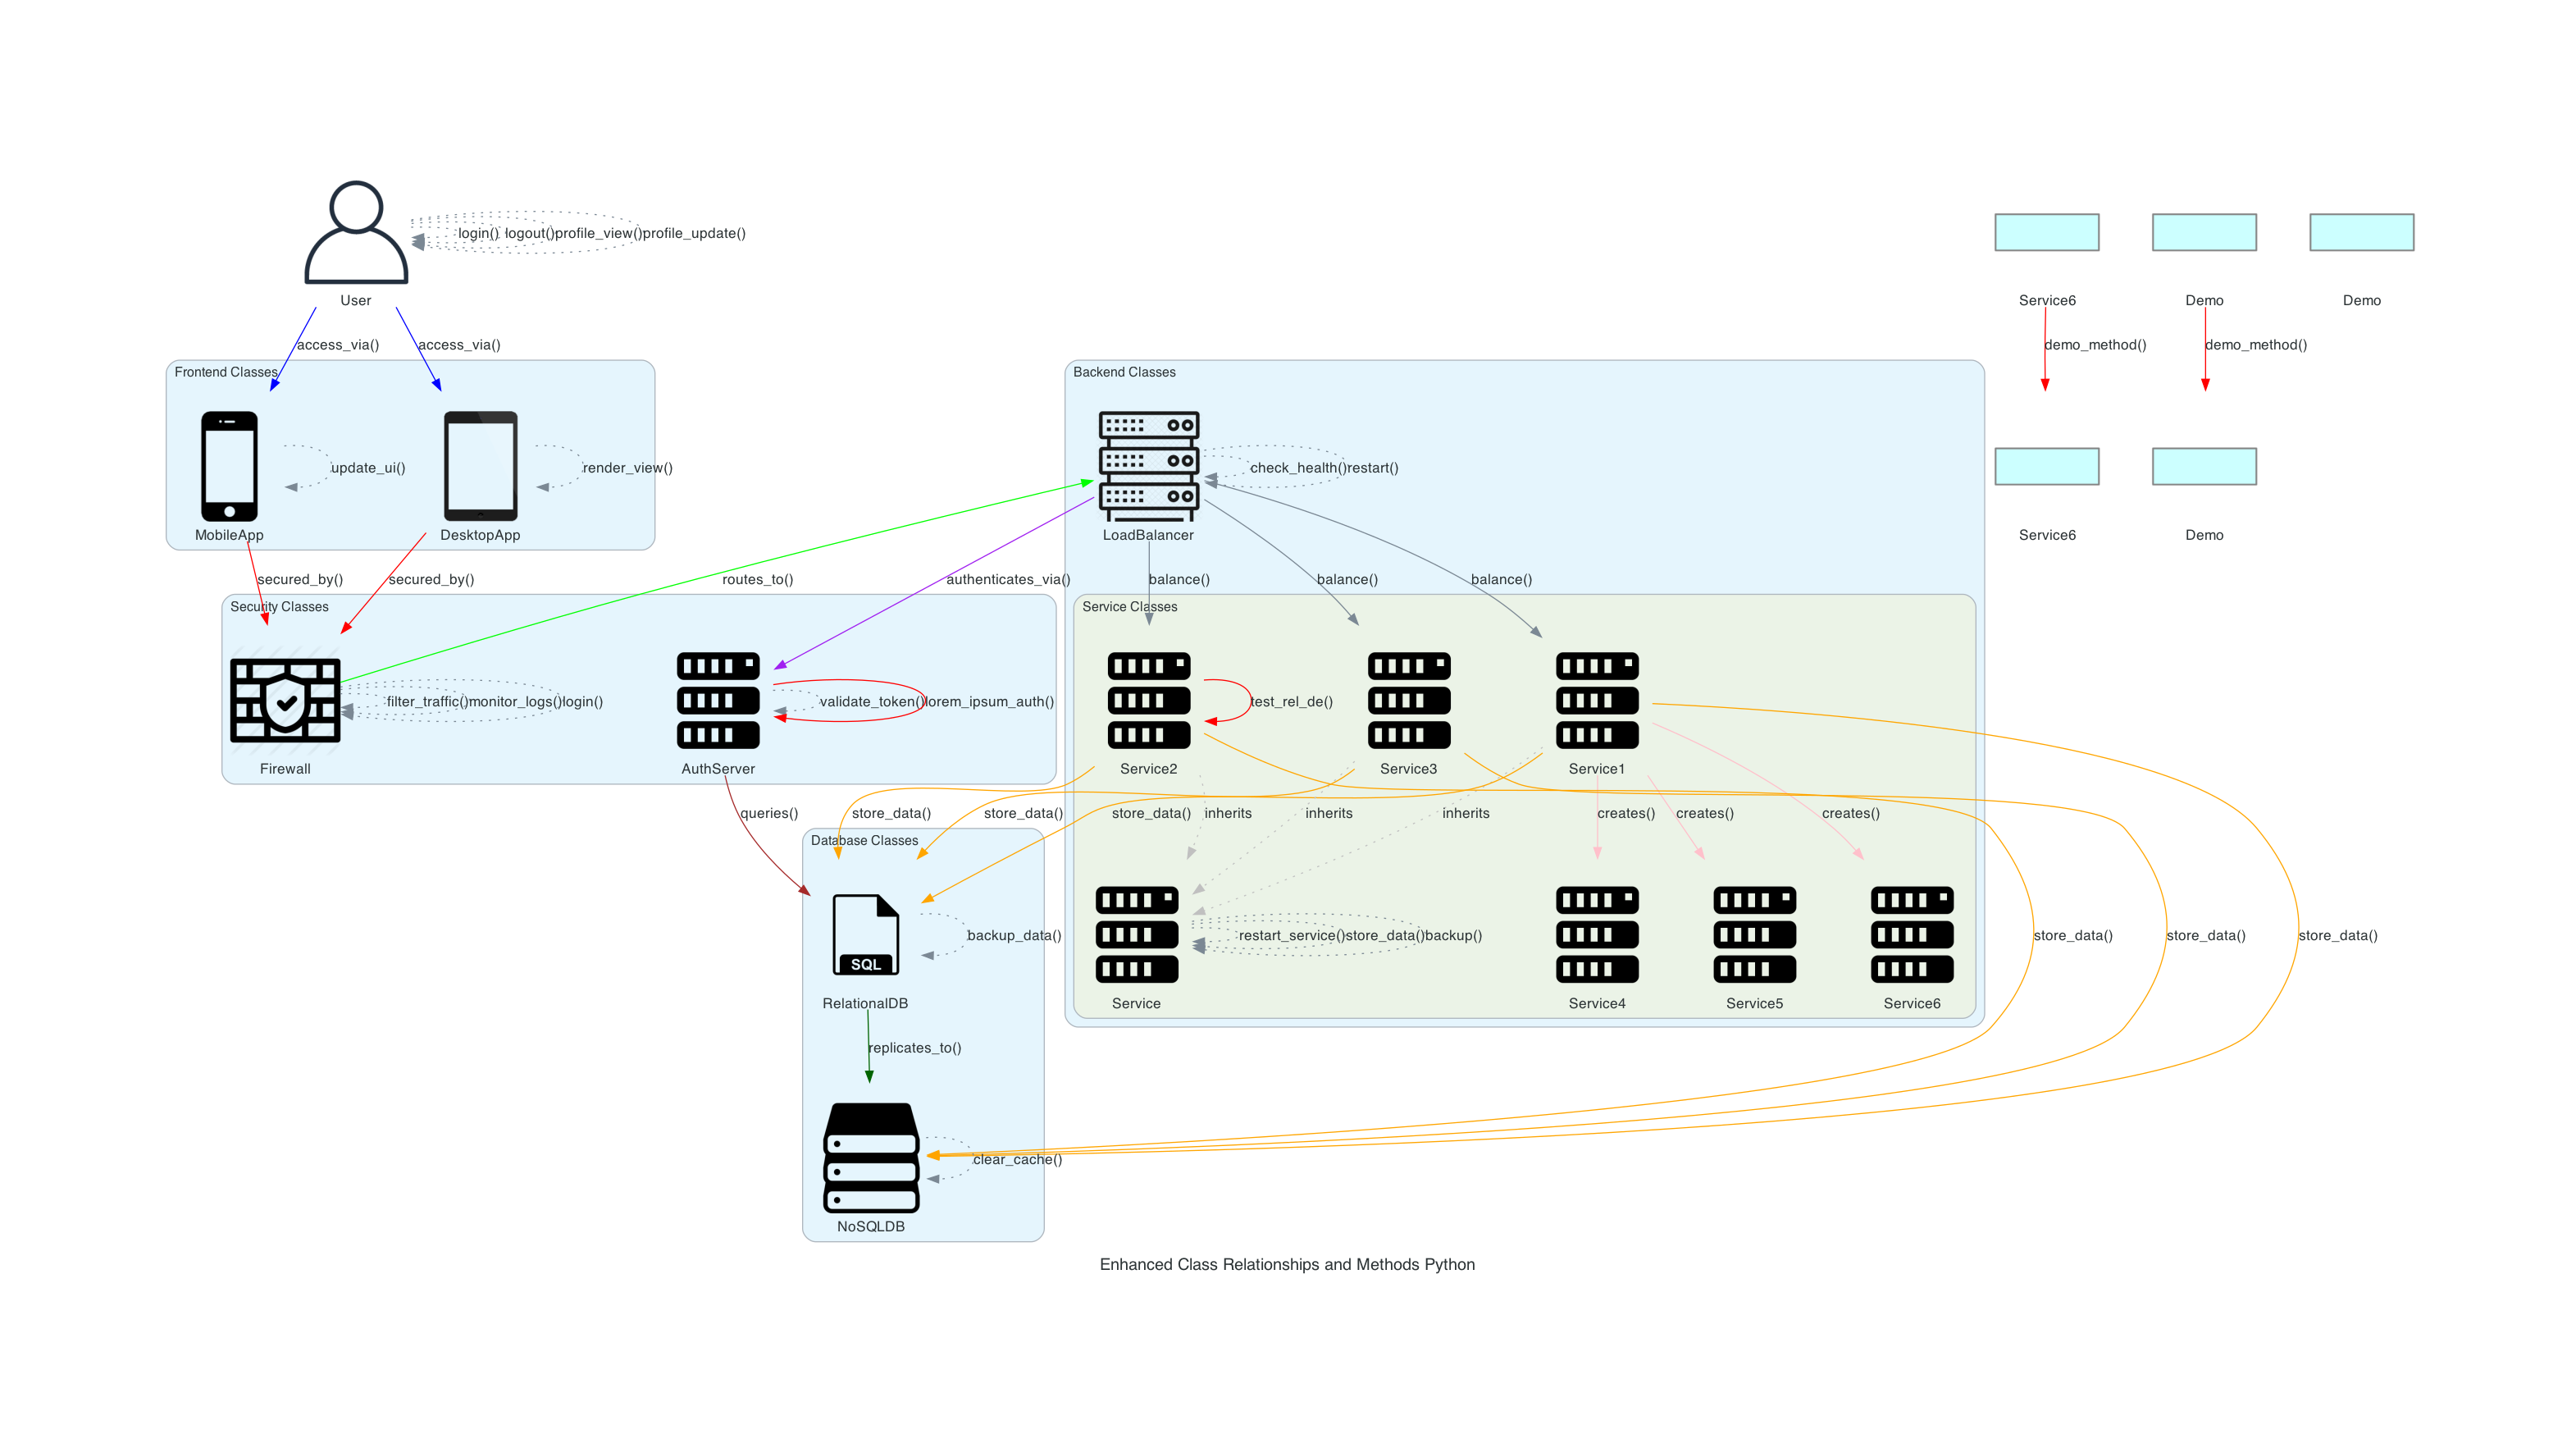 login() logout()profile_view()profile_update()
User
Service6
Demo
Demo
access_via()
access_via()
demo_method()
demo_method()
Frontend Classes
Backend Classes
update_ui()
render_view()
check_health()restart()
MobileApp
DesktopApp
LoadBalancer
Service6
Demo
secured_by()
secured_by()
routes_to()
authenticates_via()
balance()
balance()
balance()
Security Classes
Service Classes
filter_traffic()monitor_logs()login()
validate_token()lorem_ipsum_auth()
test_rel_de()
Firewall
AuthServer
Service2
Service3
Service1
queries()
store_data()
store_data()
store_data()
inherits
inherits
inherits
creates()
creates()
creates()
Database Classes
SQL
backup_data()
restart_service()store_data()backup()
store_data()
store_data()
store_data()
RelationalDB
Service
Service4
Service5
Service6
replicates_to()
clear_cache()
NoSQLDB
Enhanced Class Relationships and Methods Python